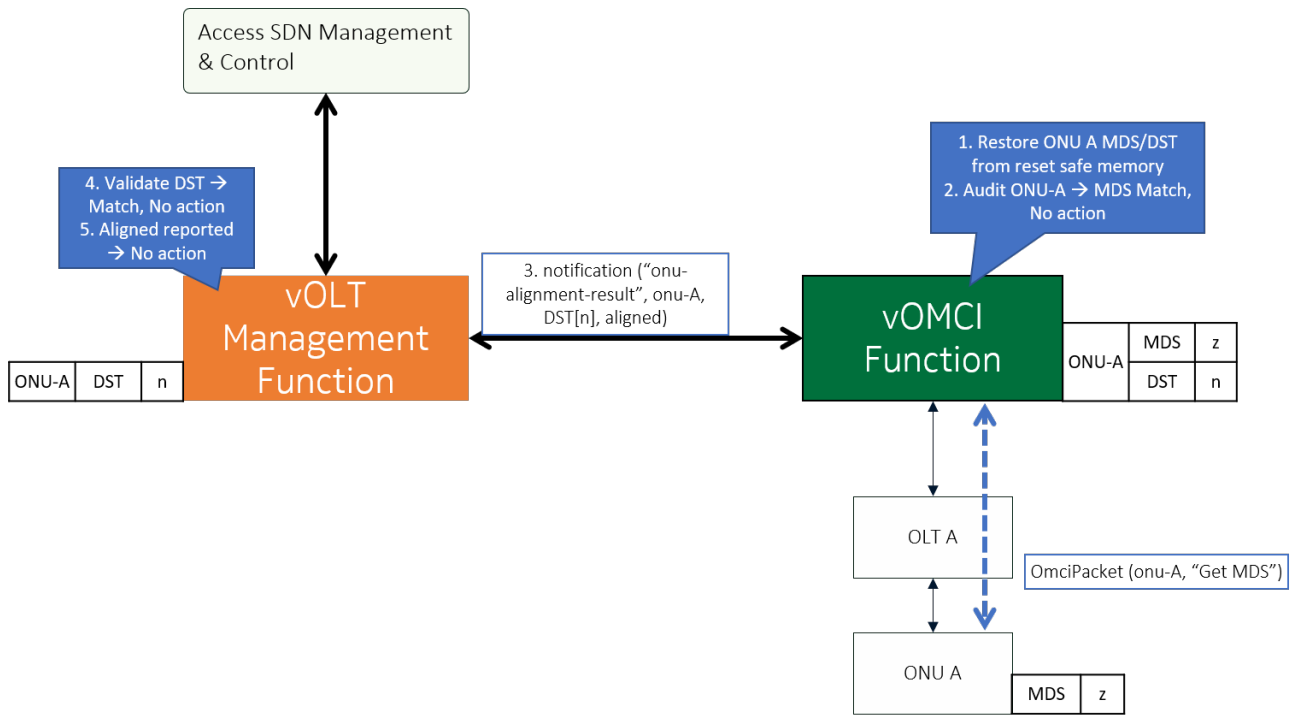 Access SDN Management
& Control
1. Restore ONU A MDS/DST
from reset safe memory
2. Audit ONU-A → MDS Match,
No action
4. Validate DST →
Match, No action
5. Aligned reported
→ No action
3. notification (“onu-
alignment-result”, onu-A,
DST[n], aligned)
vOLT
Management
Function
vOMCI
Function
ONU-A DST n
ONU-A
MDS z
DST n
OLT A
OmciPacket (onu-A, “Get MDS”)
ONU A
MDS z